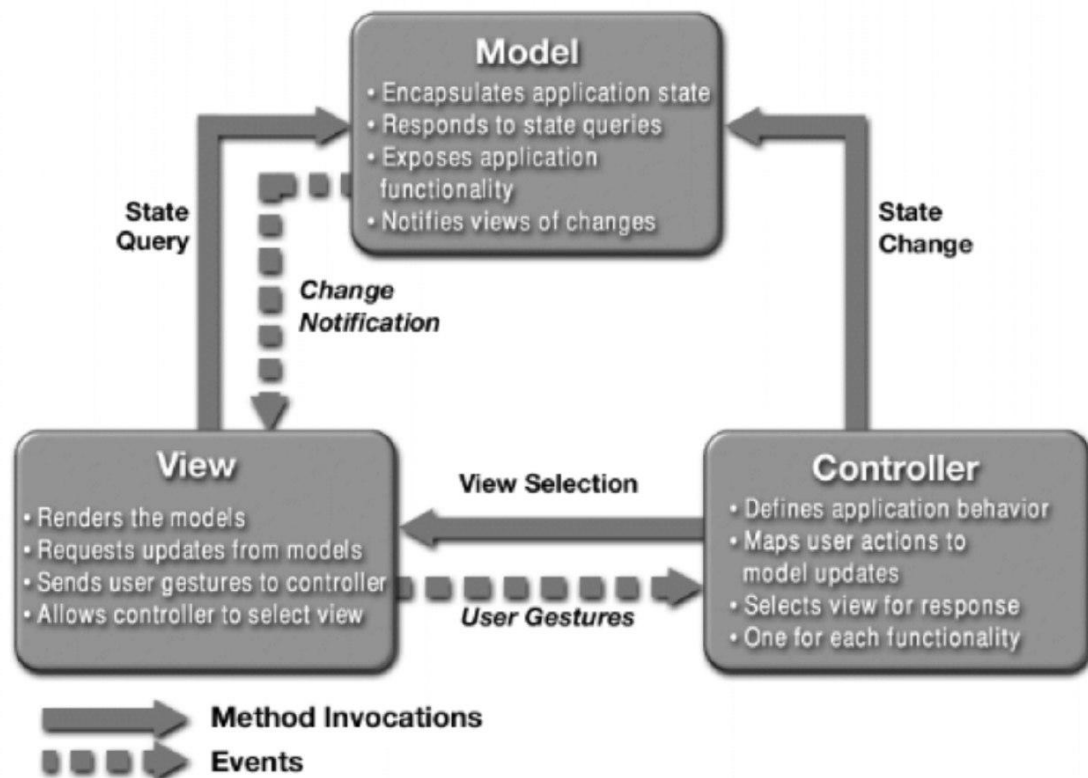 Model
• Encapsulates application state
• Responds to state queries
• Exposes application
functionality
• Notifies views of changes
State
Query
Change
Notification
State
Change
View
• Renders the models
• Requests updates from models
• Sends user gestures to controller
• Allows controller to select view
View Selection
User Gestures
Controller
• Defines application behavior
• Maps user actions to
model updates
• Selects view for response
• One for each functionality
Method Invocations
Events